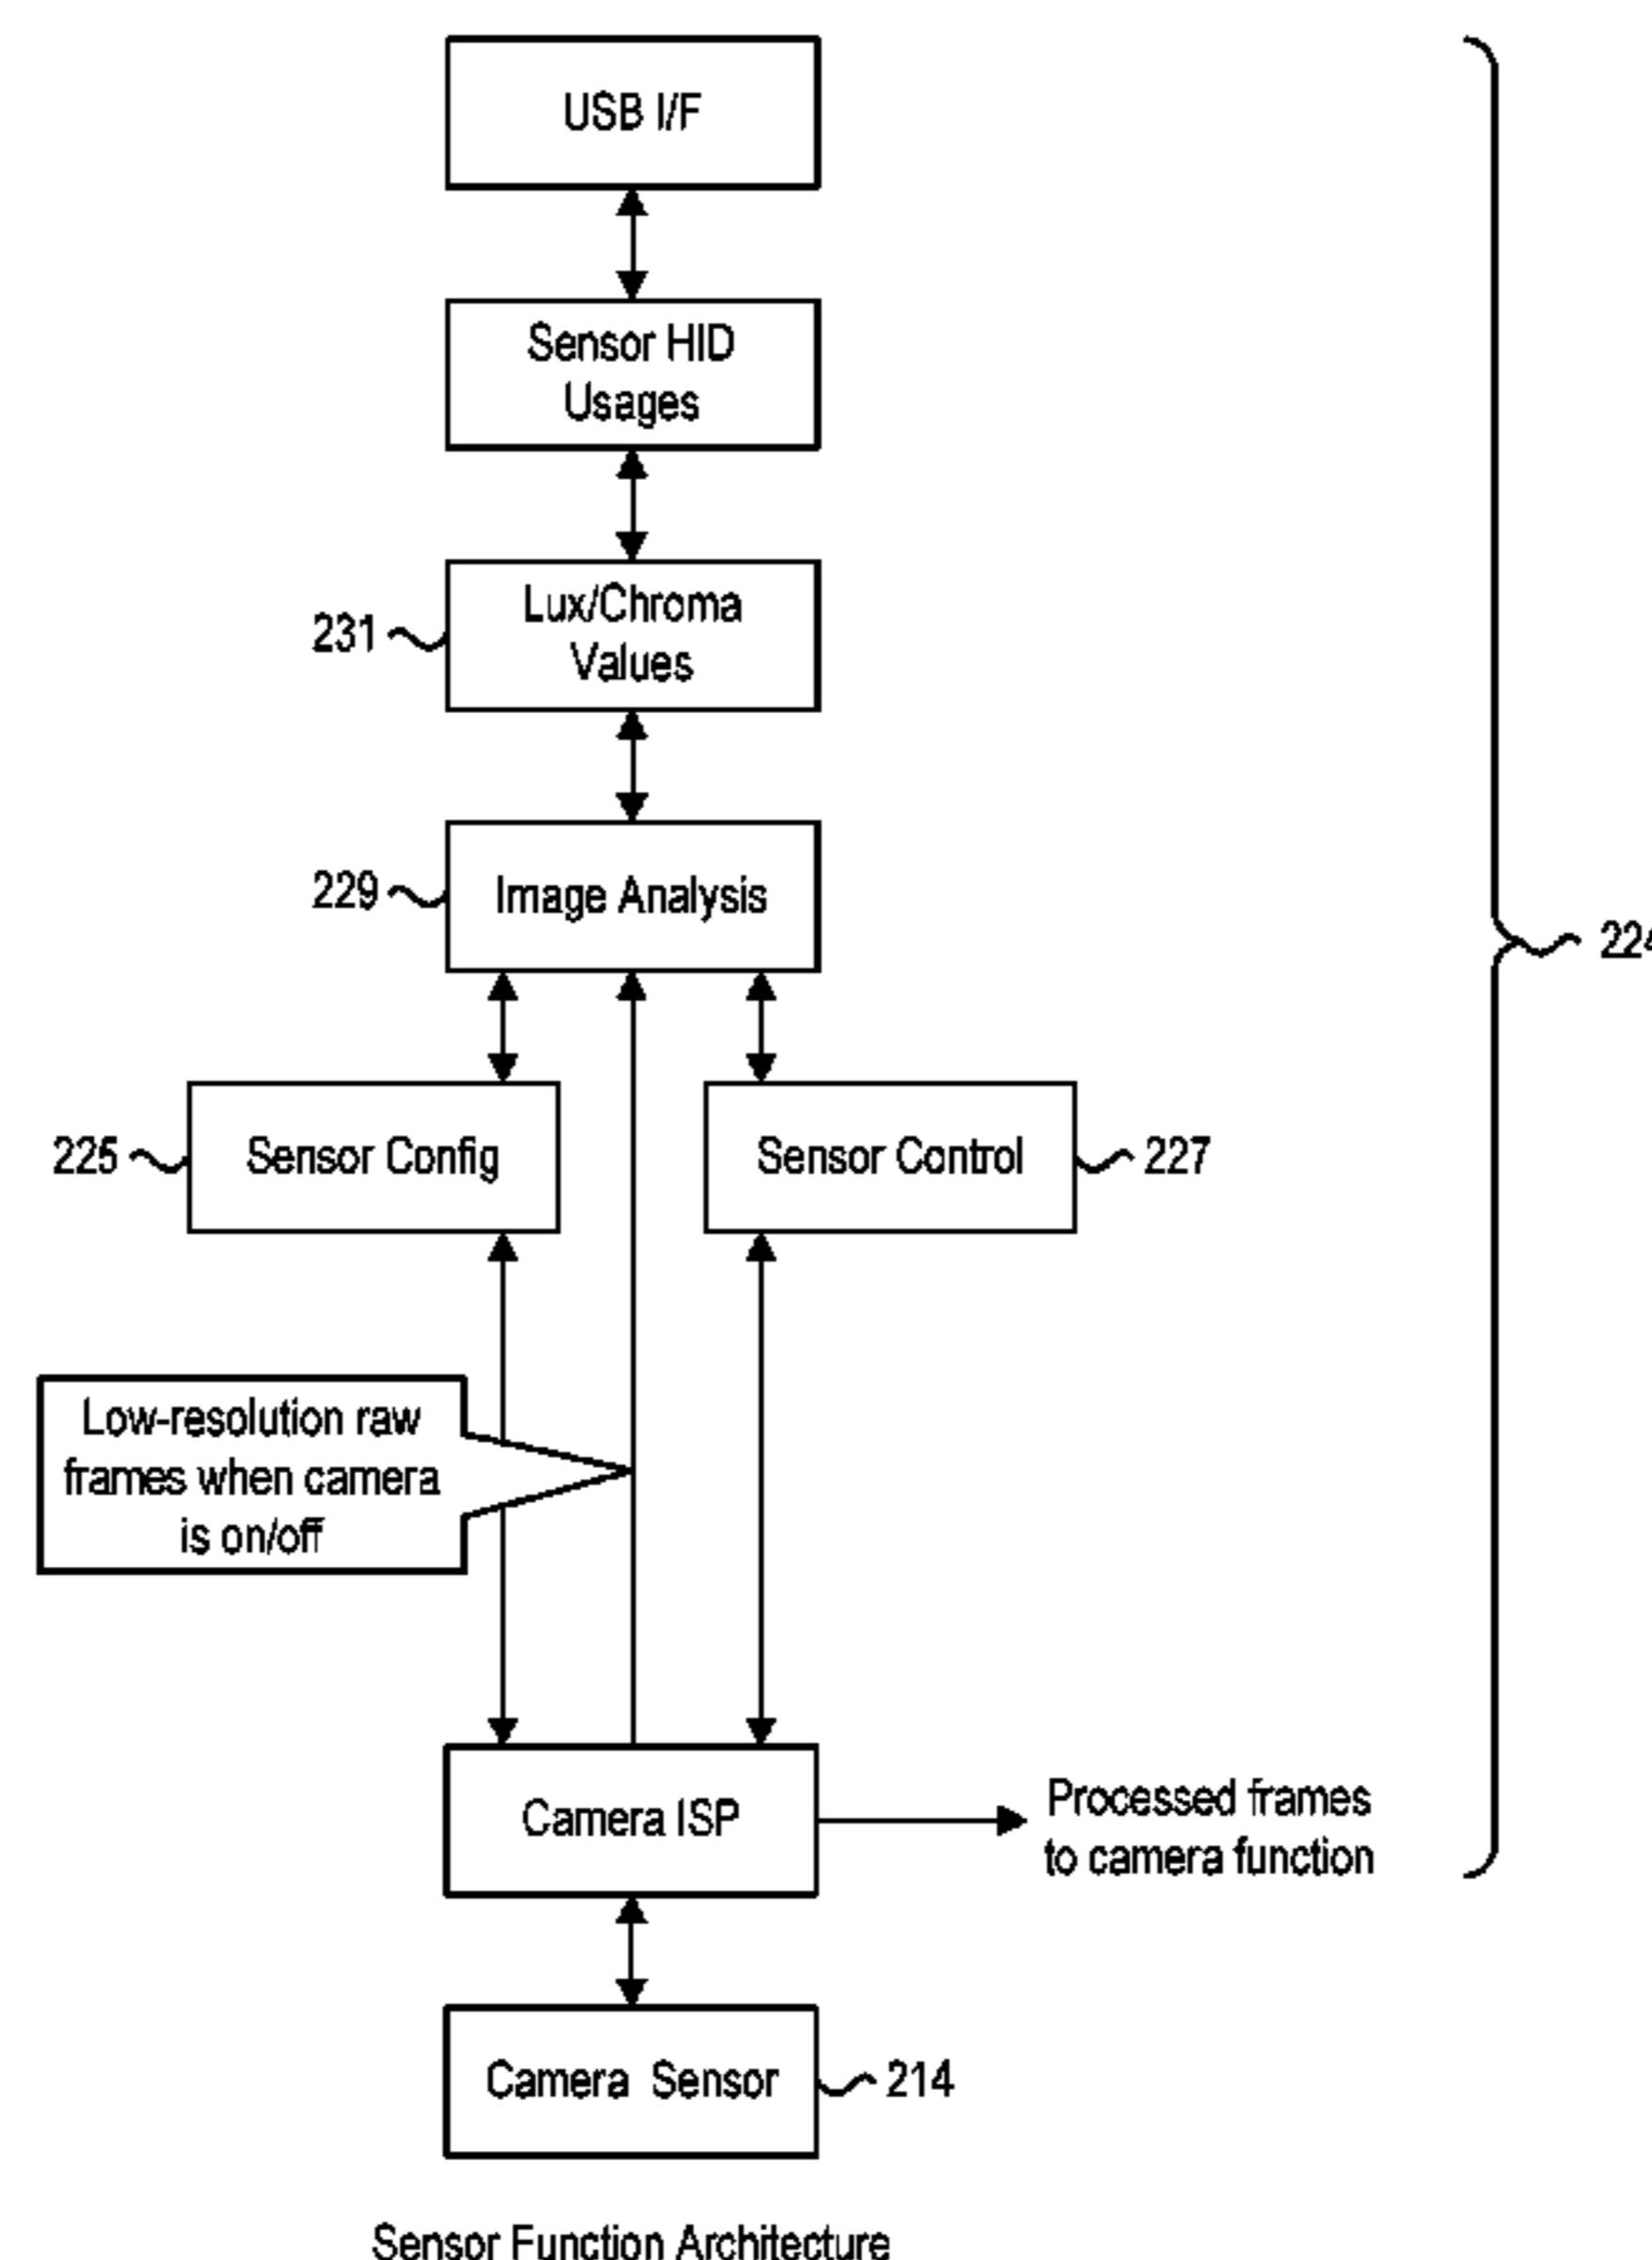 USB I/F
Sensor HID
Usages
231
Lux/Chroma
Values
229
Image Analysis
224
225
Sensor Config
Sensor Control
227
Low-resolution raw
frames when camera
is on/off
Camera ISP
Processed frames
to camera function
Camera Sensor
214
Sensor Function Architecture